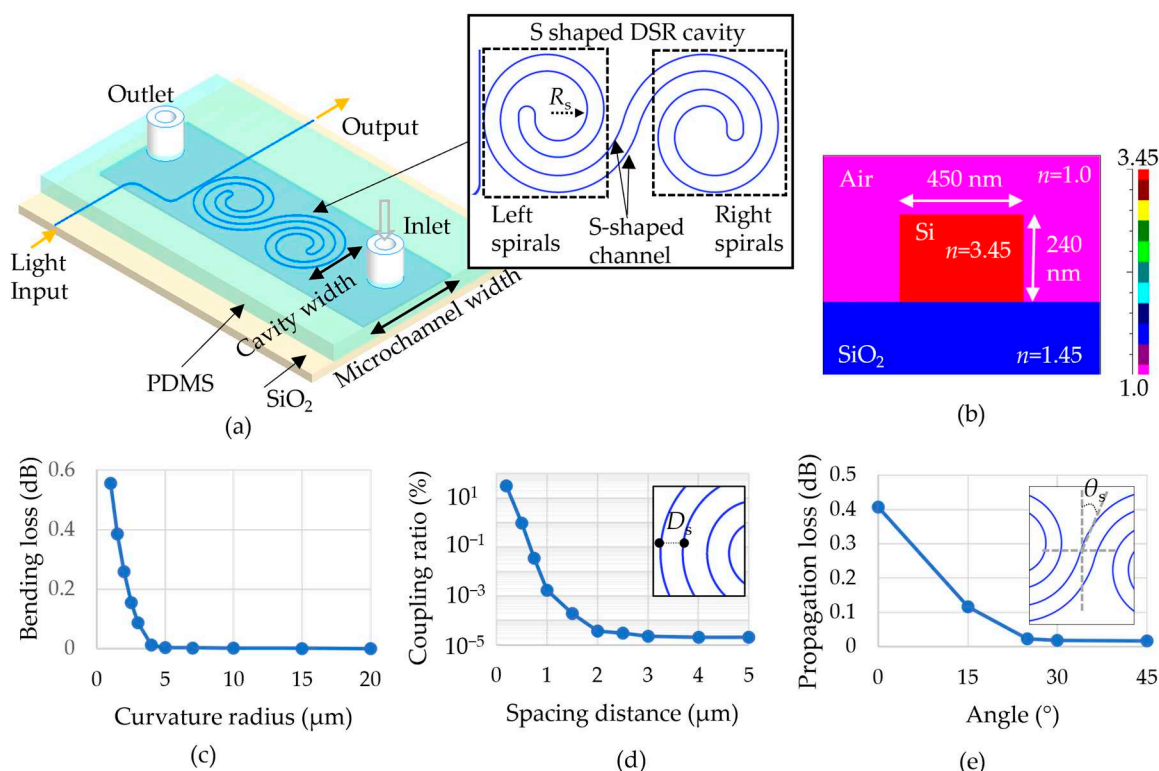 Outlet
Output
Inlet
Light
Input
Cavity width
Microchannel width
PDMS
SiO2
(a)
S shaped DSR cavity
Rs
Left
spirals
S-shaped
channel
Right
spirals
Air
n=1.0
450 nm
Si
n=3.45
240
nm
SiO2
n=1.45
3.45
1.0
(b)
Bending loss (dB)
0.6
0.4
0.2
0
0 5 10 15 20
Curvature radius (μm)
(c)
Coupling ratio (%)
10^1
10^-1
10^-3
10^-5
0 1 2 3 4 5
Ds
Spacing distance (μm)
(d)
Propagation loss (dB)
0.5
0.4
0.3
0.2
0.1
0
0 15 30 45
θs
Angle (°)
(e)